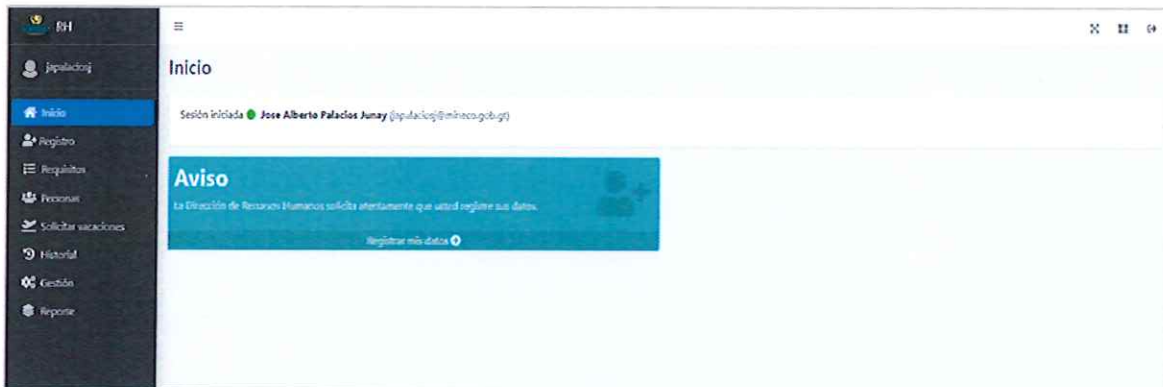 RH
japalaciosj
Inicio
Registro
Requisitos
Personas
Solicitar vacaciones
Historial
Gestión
Reporte
Inicio
Sesión iniciada Jose Alberto Palacios Junay (japalaciosj@mineco.gob.gt)
Aviso
La Dirección de Recursos Humanos solicita atentamente que usted registre sus datos.
Registrar mis datos